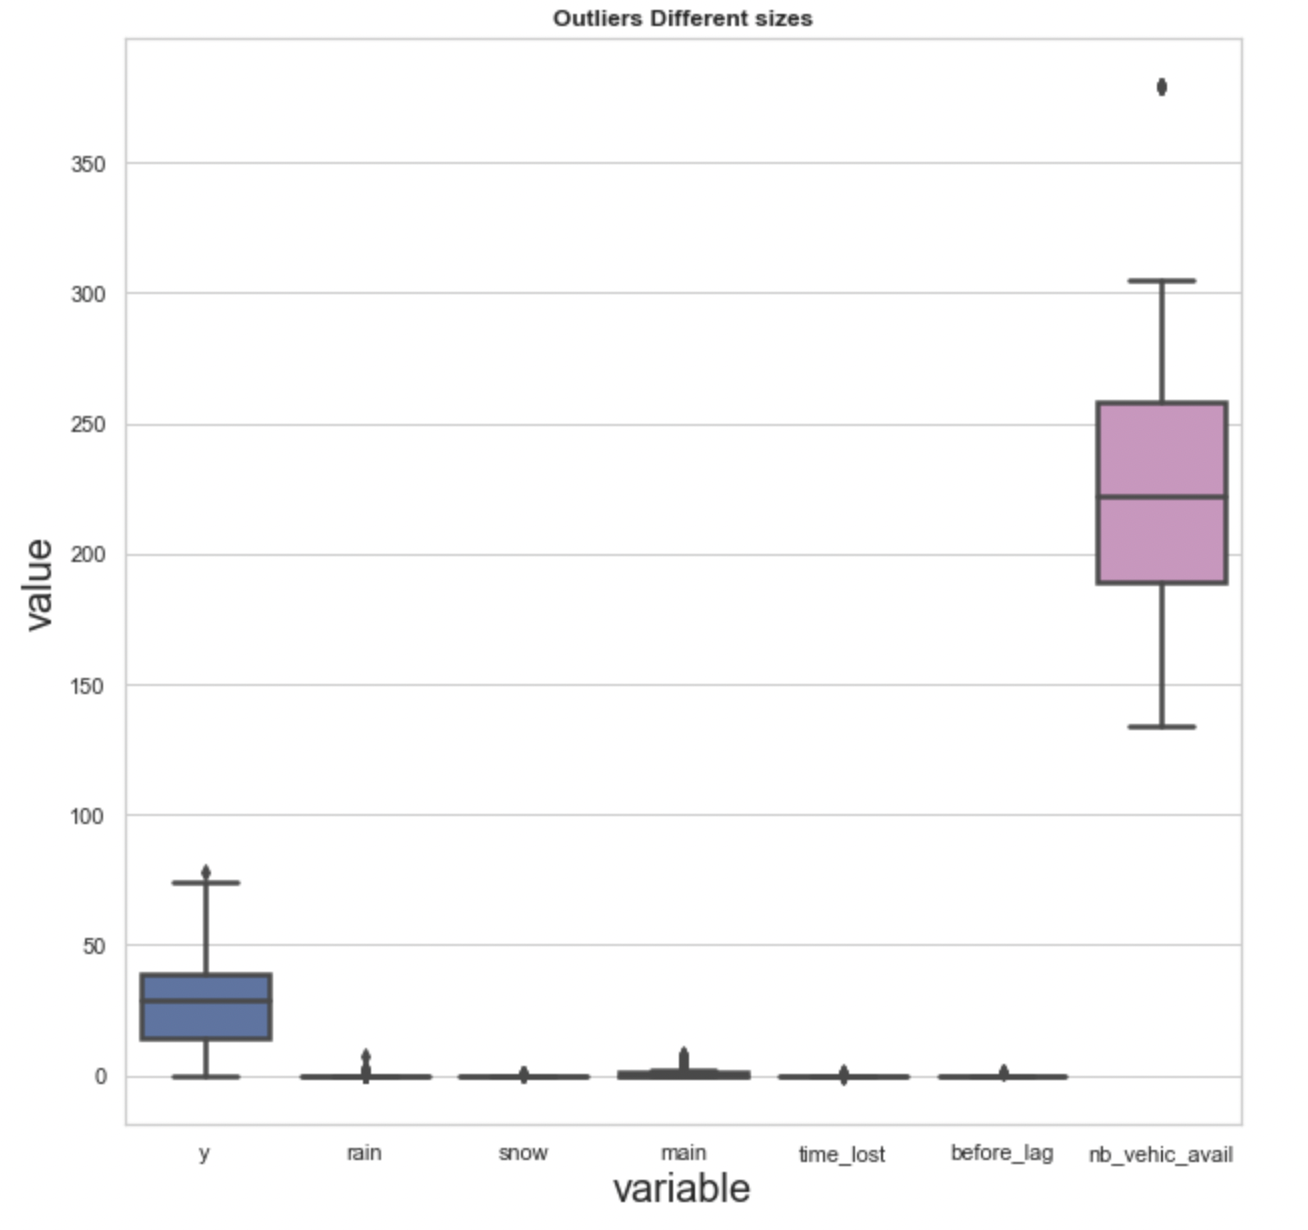 Outliers Different sizes
350
300
250
200
150
100
50
0
value
y rain snow main time_lost before_lag nb_vehic_avail
variable